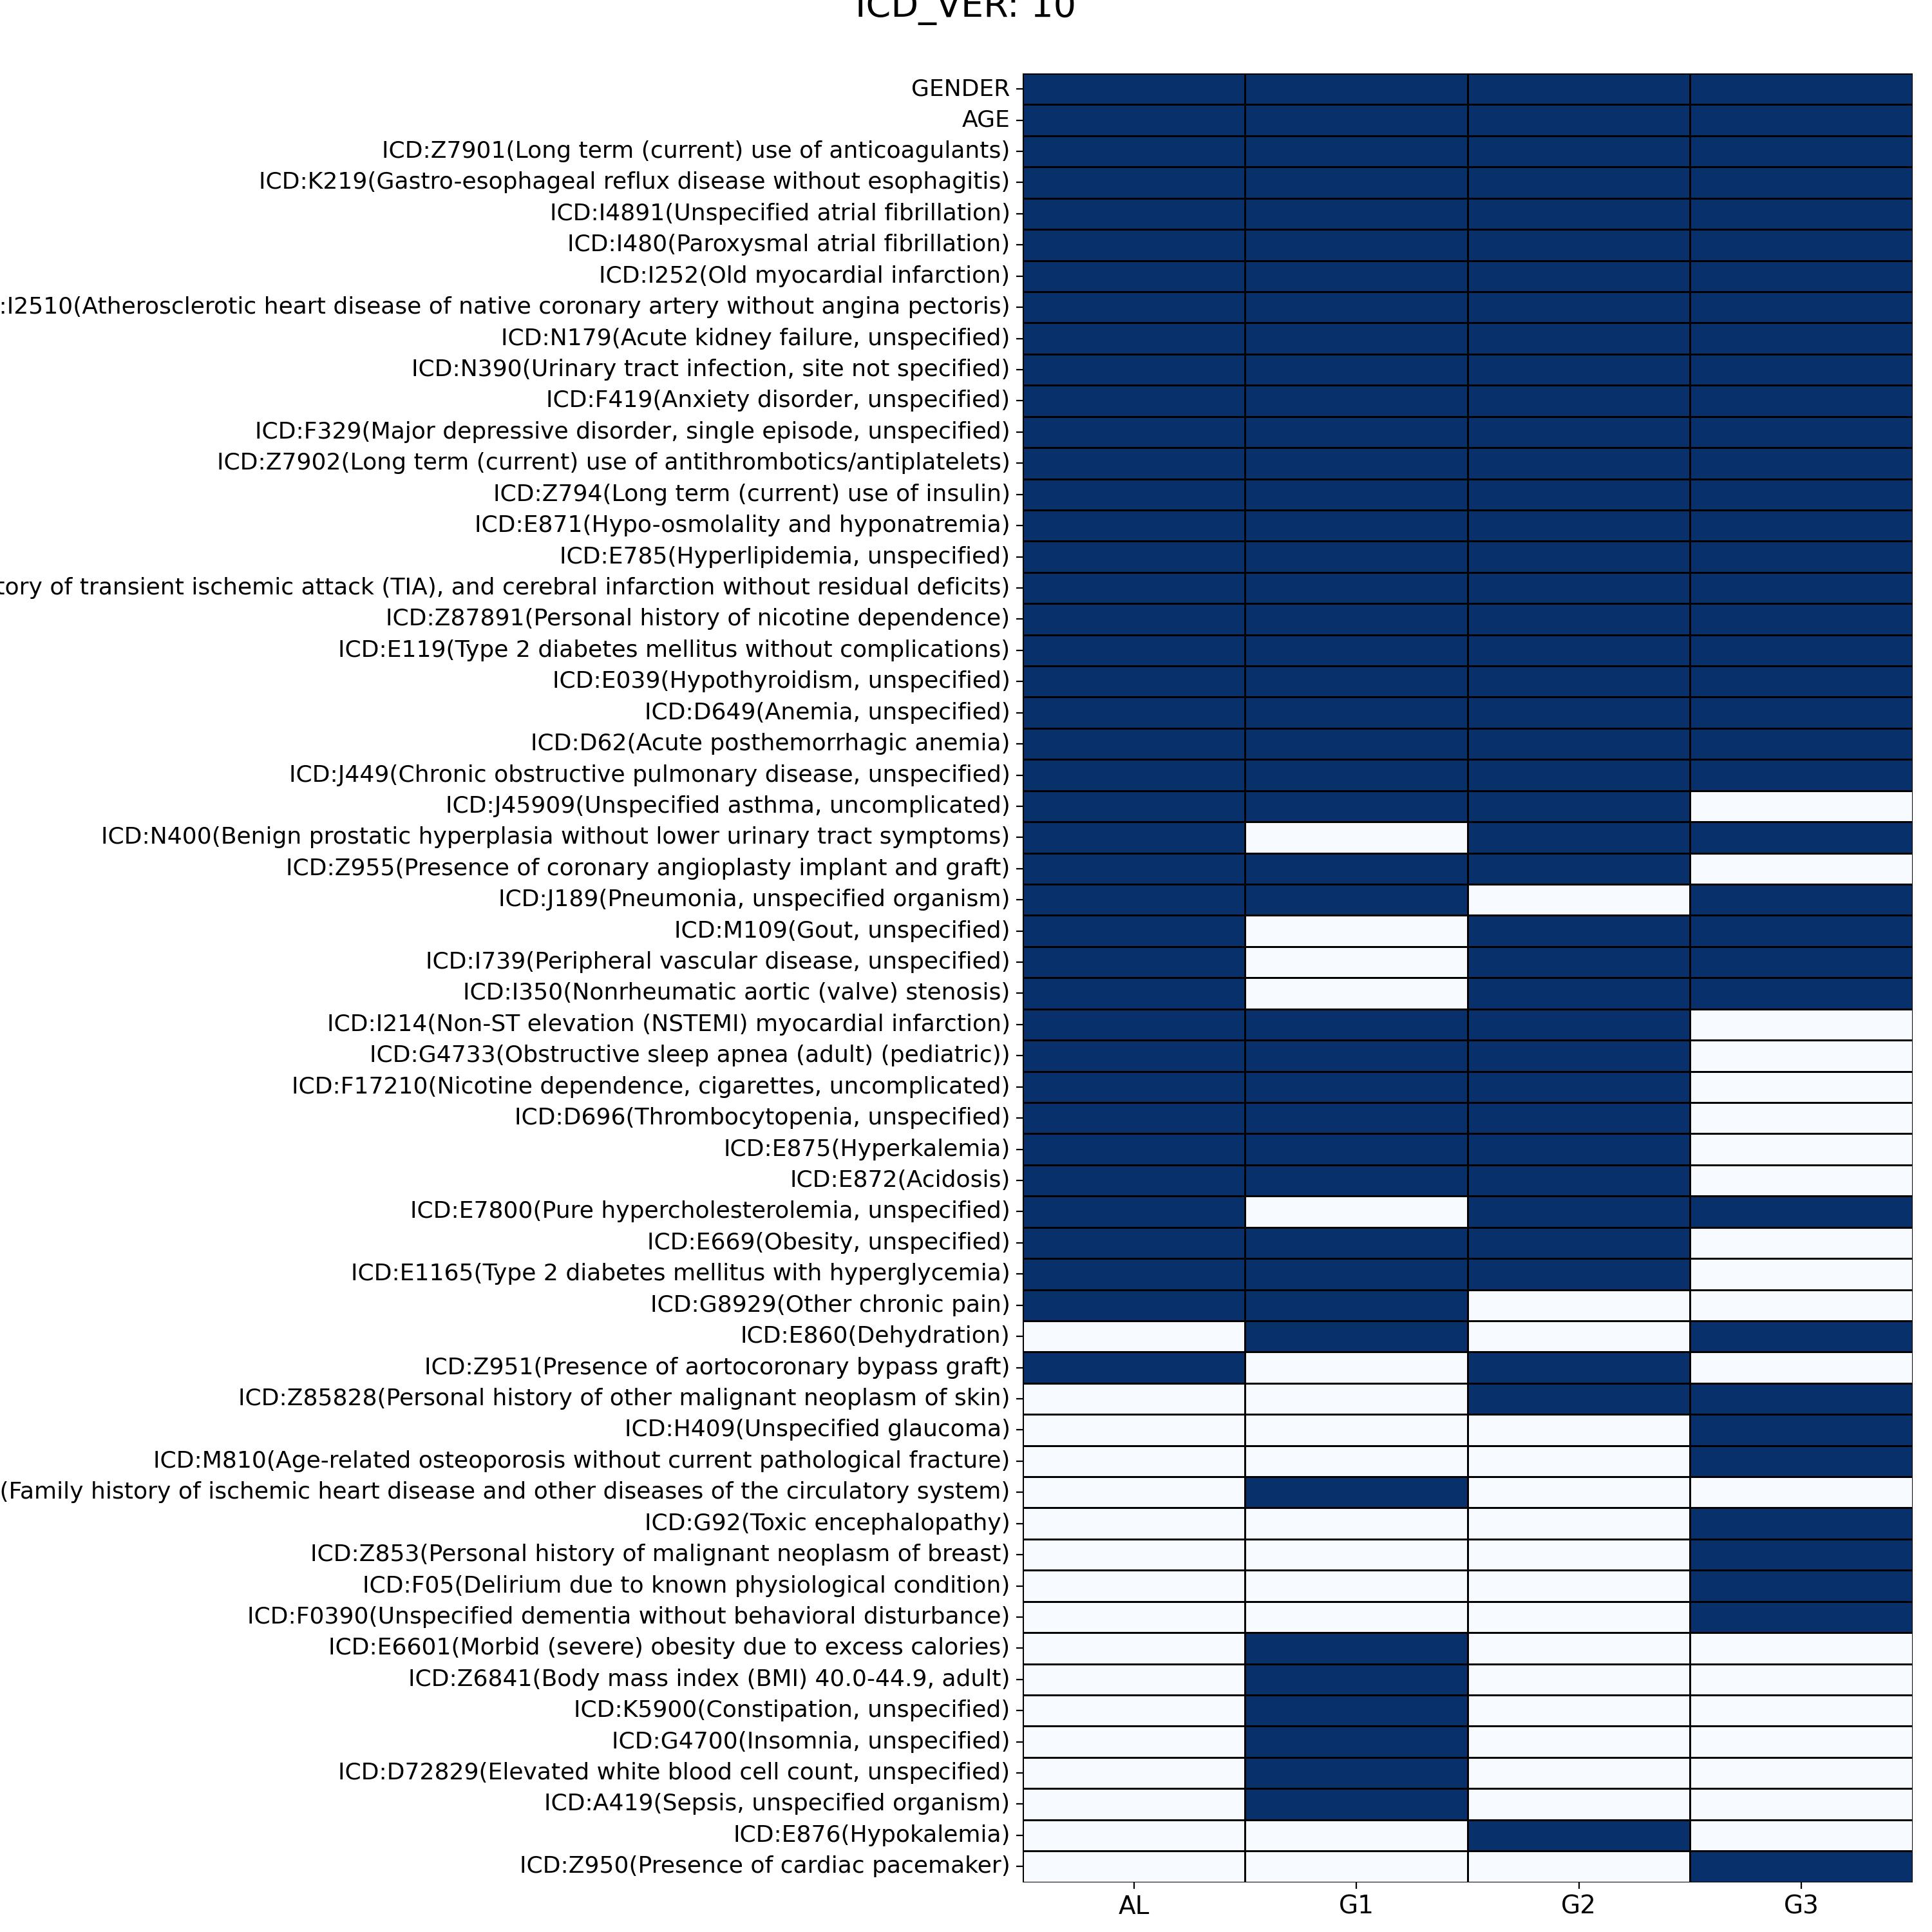 ICD_VER: 10
GENDER
AGE
ICD:Z7901(Long term (current) use of anticoagulants)
ICD:K219(Gastro-esophageal reflux disease without esophagitis)
ICD:I4891(Unspecified atrial fibrillation)
ICD:I480(Paroxysmal atrial fibrillation)
ICD:I252(Old myocardial infarction)
:I2510(Atherosclerotic heart disease of native coronary artery without angina pectoris)
ICD:N179(Acute kidney failure, unspecified)
ICD:N390(Urinary tract infection, site not specified)
ICD:F419(Anxiety disorder, unspecified)
ICD:F329(Major depressive disorder, single episode, unspecified)
ICD:Z7902(Long term (current) use of antithrombotics/antiplatelets)
ICD:Z794(Long term (current) use of insulin)
ICD:E871(Hypo-osmolality and hyponatremia)
ICD:E785(Hyperlipidemia, unspecified)
tory of transient ischemic attack (TIA), and cerebral infarction without residual deficits)
ICD:Z87891(Personal history of nicotine dependence)
ICD:E119(Type 2 diabetes mellitus without complications)
ICD:E039(Hypothyroidism, unspecified)
ICD:D649(Anemia, unspecified)
ICD:D62(Acute posthemorrhagic anemia)
ICD:J449(Chronic obstructive pulmonary disease, unspecified)
ICD:J45909(Unspecified asthma, uncomplicated)
ICD:N400(Benign prostatic hyperplasia without lower urinary tract symptoms)
ICD:Z955(Presence of coronary angioplasty implant and graft)
ICD:J189(Pneumonia, unspecified organism)
ICD:M109(Gout, unspecified)
ICD:I739(Peripheral vascular disease, unspecified)
ICD:I350(Nonrheumatic aortic (valve) stenosis)
ICD:I214(Non-ST elevation (NSTEMI) myocardial infarction)
ICD:G4733(Obstructive sleep apnea (adult) (pediatric))
ICD:F17210(Nicotine dependence, cigarettes, uncomplicated)
ICD:D696(Thrombocytopenia, unspecified)
ICD:E875(Hyperkalemia)
ICD:E872(Acidosis)
ICD:E7800(Pure hypercholesterolemia, unspecified)
ICD:E669(Obesity, unspecified)
ICD:E1165(Type 2 diabetes mellitus with hyperglycemia)
ICD:G8929(Other chronic pain)
ICD:E860(Dehydration)
ICD:Z951(Presence of aortocoronary bypass graft)
ICD:Z85828(Personal history of other malignant neoplasm of skin)
ICD:H409(Unspecified glaucoma)
ICD:M810(Age-related osteoporosis without current pathological fracture)
(Family history of ischemic heart disease and other diseases of the circulatory system)
ICD:G92(Toxic encephalopathy)
ICD:Z853(Personal history of malignant neoplasm of breast)
ICD:F05(Delirium due to known physiological condition)
ICD:F0390(Unspecified dementia without behavioral disturbance)
ICD:E6601(Morbid (severe) obesity due to excess calories)
ICD:Z6841(Body mass index (BMI) 40.0-44.9, adult)
ICD:K5900(Constipation, unspecified)
ICD:G4700(Insomnia, unspecified)
ICD:D72829(Elevated white blood cell count, unspecified)
ICD:A419(Sepsis, unspecified organism)
ICD:E876(Hypokalemia)
ICD:Z950(Presence of cardiac pacemaker)
AL G1 G2 G3